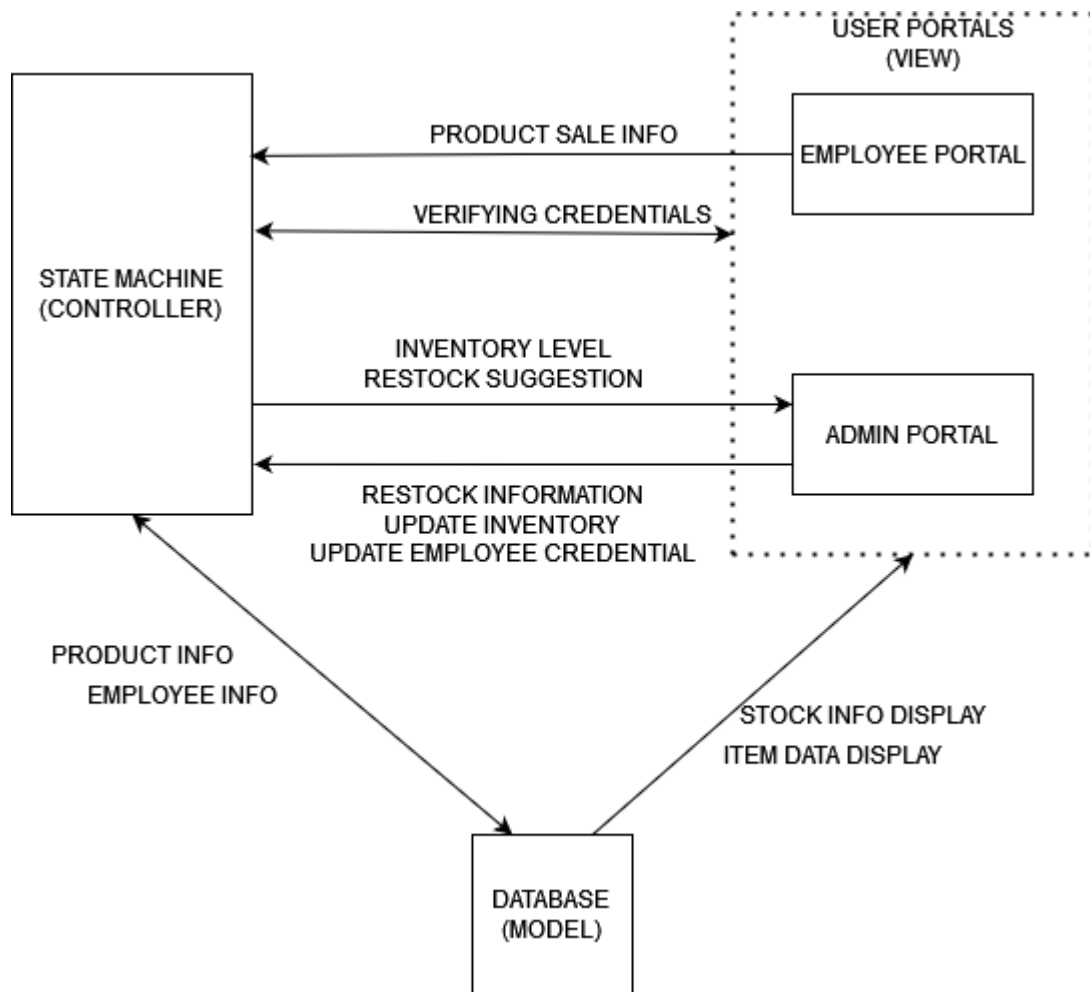 USER PORTALS
(VIEW)
PRODUCT SALE INFO
EMPLOYEE PORTAL
VERIFYING CREDENTIALS
STATE MACHINE
(CONTROLLER)
INVENTORY LEVEL
RESTOCK SUGGESTION
ADMIN PORTAL
RESTOCK INFORMATION
UPDATE INVENTORY
UPDATE EMPLOYEE CREDENTIAL
PRODUCT INFO
EMPLOYEE INFO
STOCK INFO DISPLAY
ITEM DATA DISPLAY
DATABASE
(MODEL)